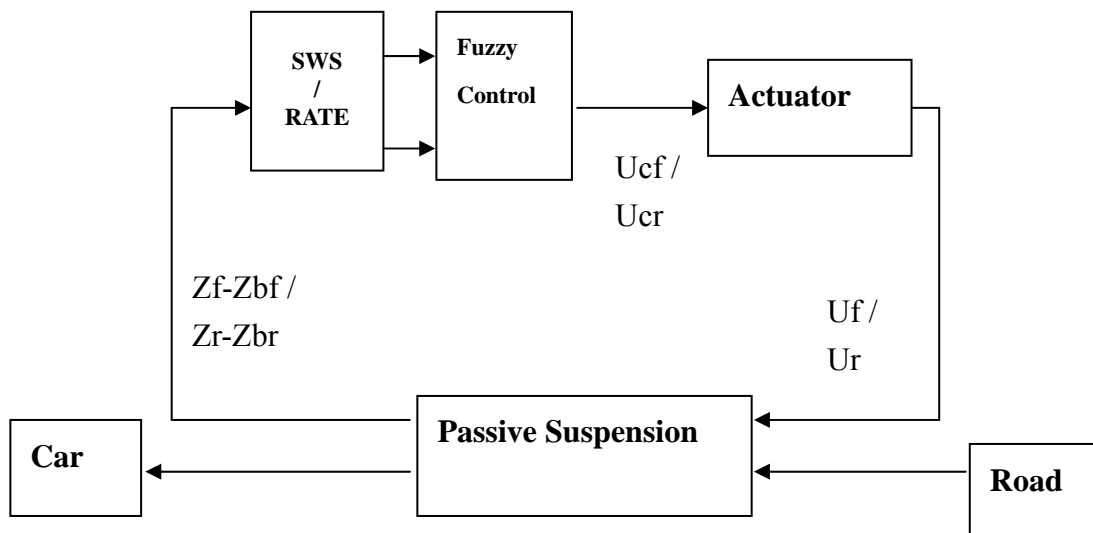 SWS
/
RATE
Fuzzy
Control
Actuator
Ucf /
Ucr
Zf-Zbf /
Zr-Zbr
Uf /
Ur
Passive Suspension
Car
Road